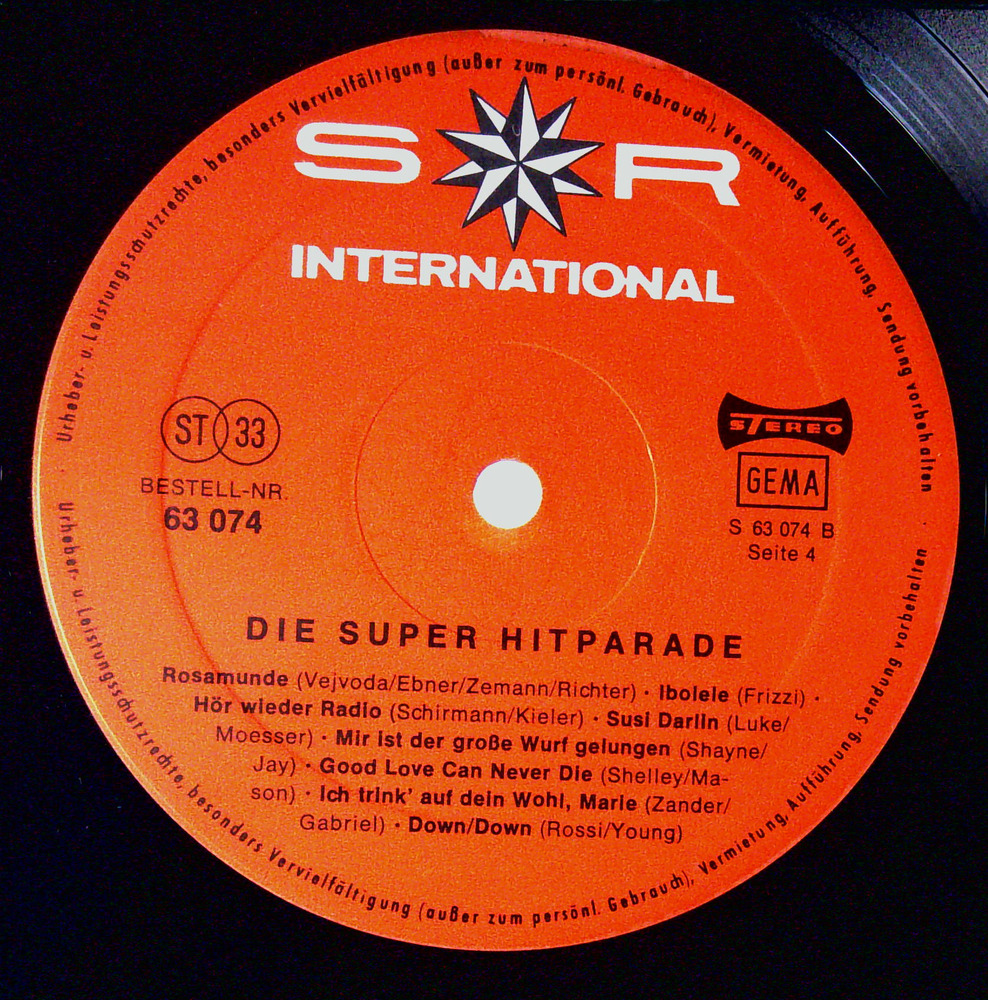 Urheber- u. Leistungsschutzrechte, besonders Vervielfältigung (außer zum persönl. Gebrauch), Vermietung, Aufführung, Sendung vorbehalten
S R
INTERNATIONAL
ST 33
BESTELL-NR.
63 074
STEREO
GEMA
S 63 074 B
Seite 4
DIE SUPER HITPARADE
Rosamunde (Vejvoda/Ebner/Zemann/Richter) · Ibolele (Frizzi) ·
Hör wieder Radio (Schirmann/Kieler) · Susi Darlin (Luke/
Moesser) · Mir ist der große Wurf gelungen (Shayne/
Jay) · Good Love Can Never Die (Shelley/Ma-
son) · Ich trink' auf dein Wohl, Marie (Zander/
Gabriel) · Down/Down (Rossi/Young)
Urheber- u. Leistungsschutzrechte, besonders Vervielfältigung (außer zum persönl. Gebrauch), Vermietung, Aufführung, Sendung vorbehalten